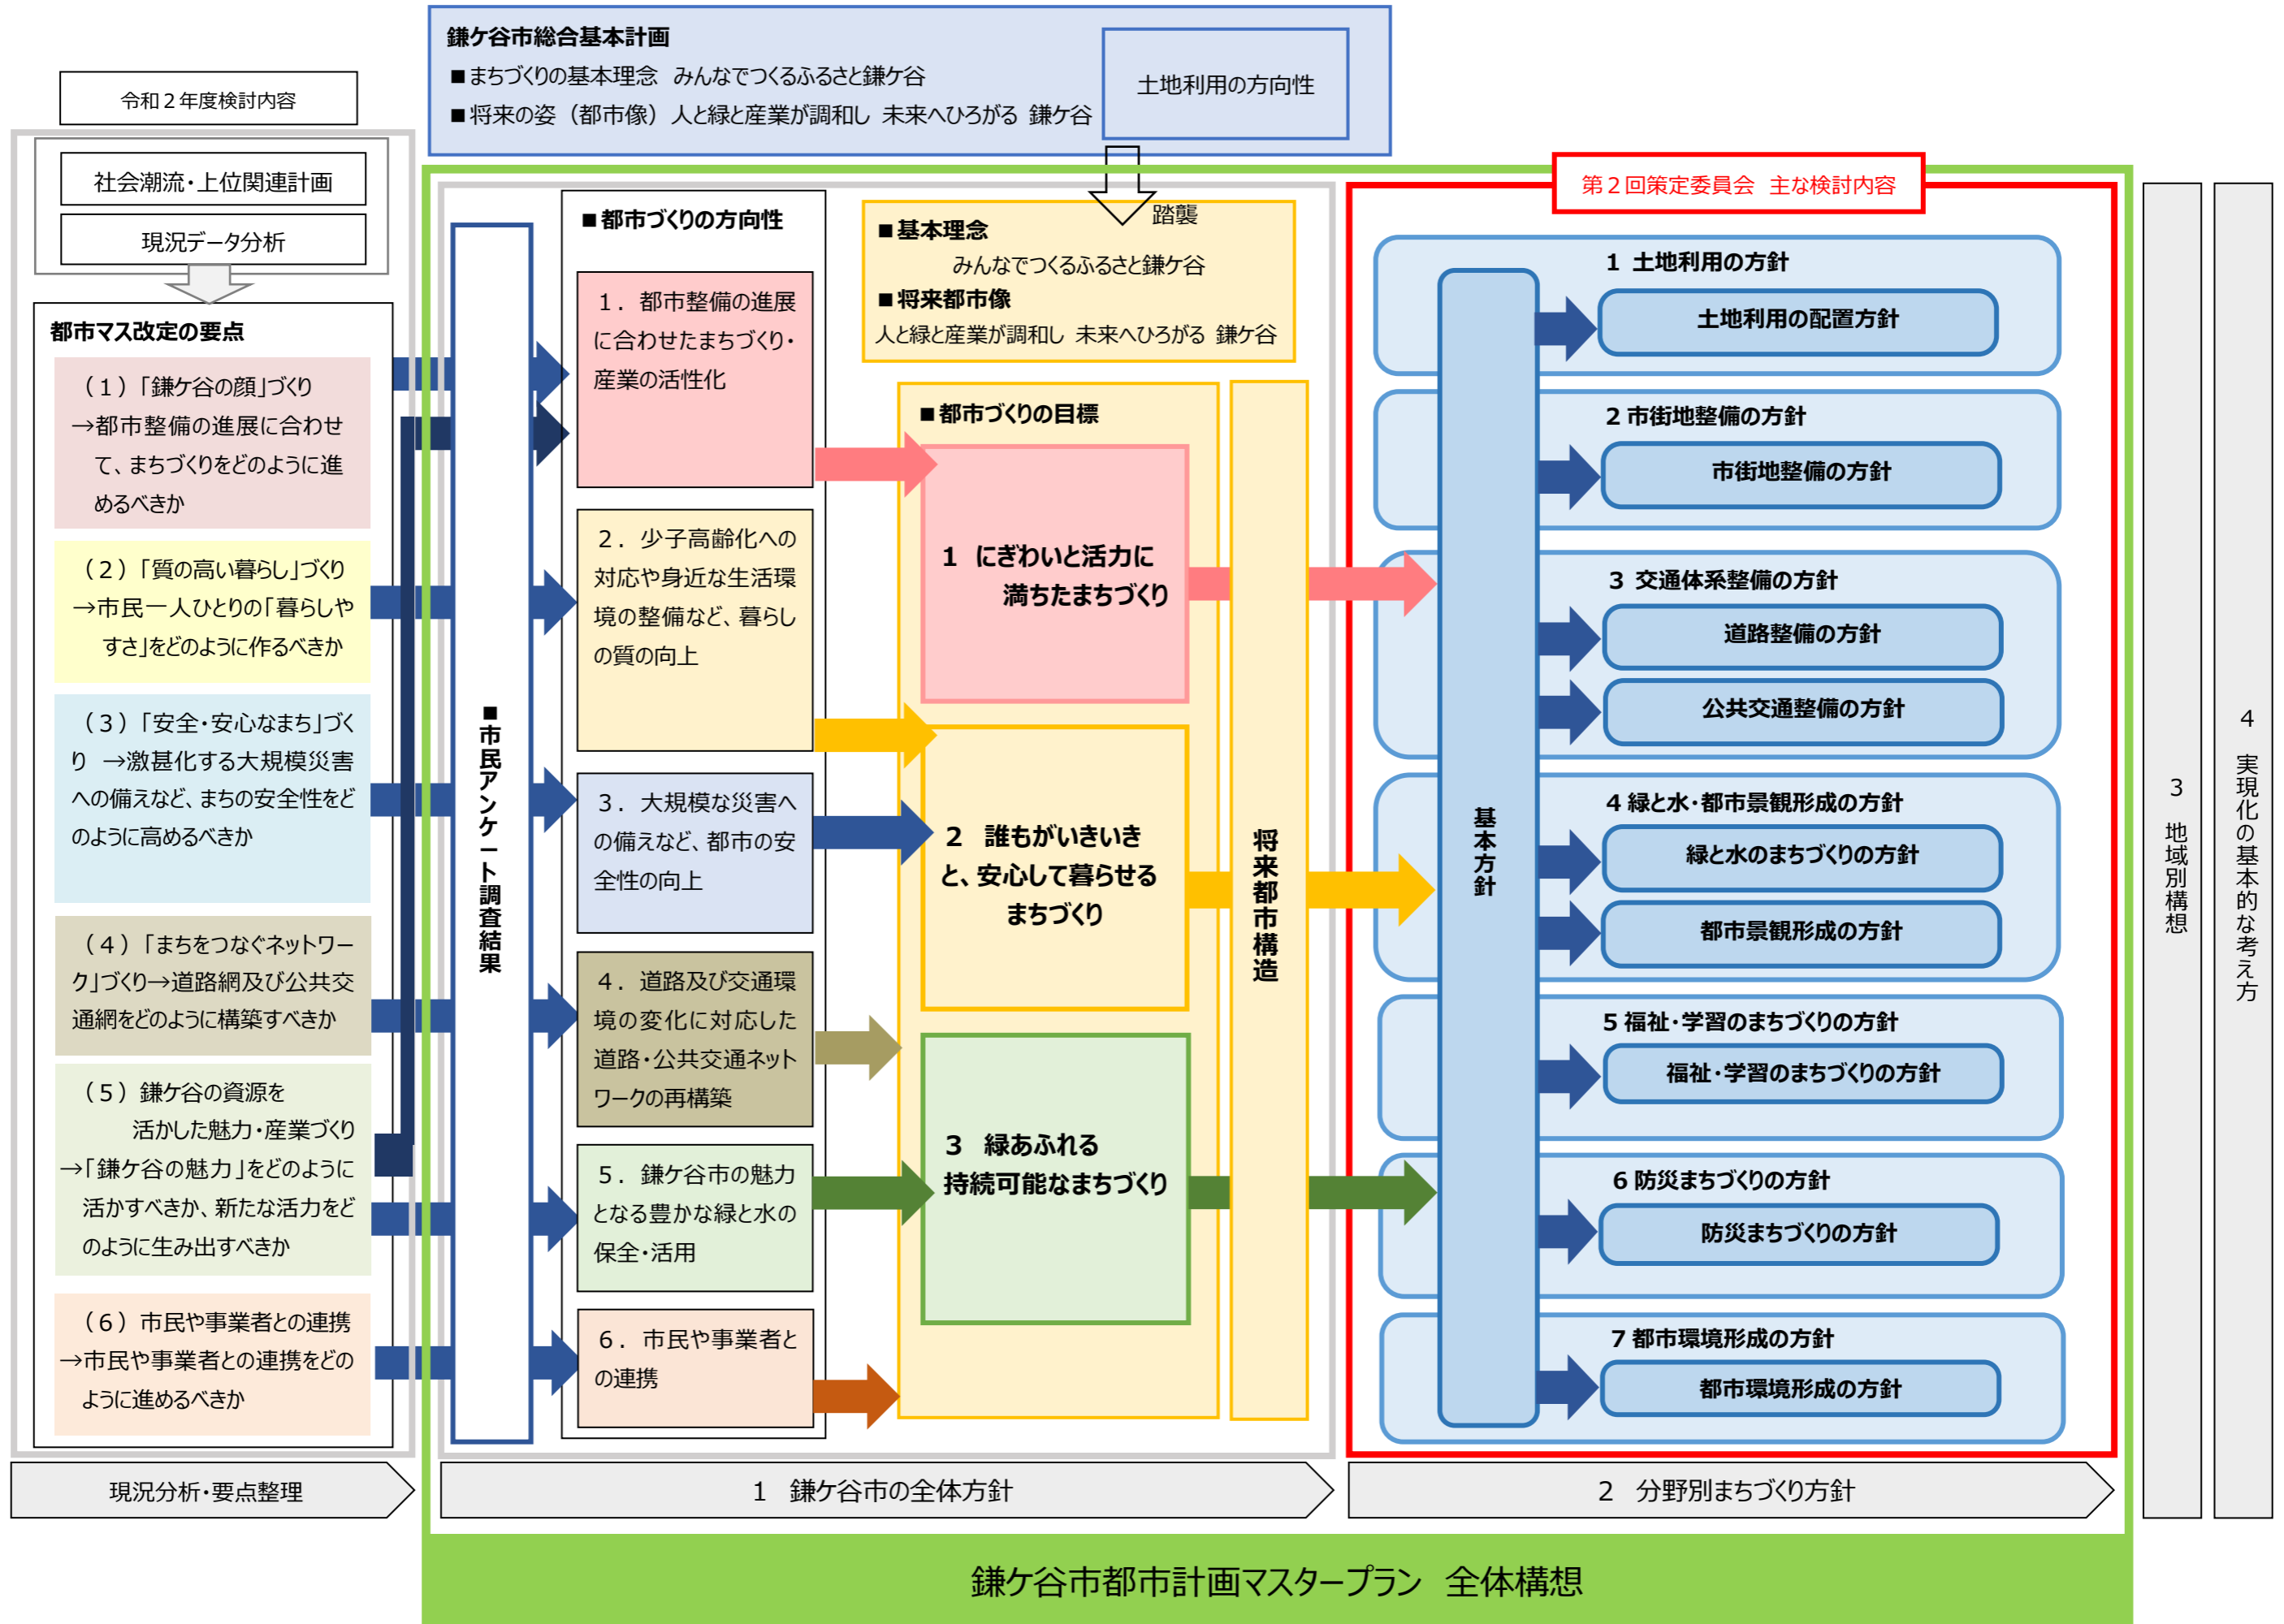 鎌ケ谷市総合基本計画
■まちづくりの基本理念　みんなでつくるふるさと鎌ケ谷
■将来の姿（都市像）人と緑と産業が調和し 未来へひろがる 鎌ケ谷
土地利用の方向性
令和２年度検討内容
社会潮流・上位関連計画
現況データ分析
都市マス改定の要点
（１）「鎌ケ谷の顔」づくり
→都市整備の進展に合わせ
て、まちづくりをどのように進
めるべきか
（２）「質の高い暮らし」づくり
→市民一人ひとりの「暮らしや
すさ」をどのように作るべきか
（３）「安全・安心なまち」づく
り →激甚化する大規模災害
への備えなど、まちの安全性をど
のように高めるべきか
（４）「まちをつなぐネットワー
ク」づくり→道路網及び公共交
通網をどのように構築すべきか
（５）鎌ケ谷の資源を
活かした魅力・産業づくり
→「鎌ケ谷の魅力」をどのように
活かすべきか、新たな活力をど
のように生み出すべきか
（６）市民や事業者との連携
→市民や事業者との連携をどの
ように進めるべきか
現況分析・要点整理
■市民アンケート調査結果
■都市づくりの方向性
１．都市整備の進展
に合わせたまちづくり・
産業の活性化
２．少子高齢化への
対応や身近な生活環
境の整備など、暮らし
の質の向上
３．大規模な災害へ
の備えなど、都市の安
全性の向上
４．道路及び交通環
境の変化に対応した
道路・公共交通ネット
ワークの再構築
５．鎌ケ谷市の魅力
となる豊かな緑と水の
保全・活用
６．市民や事業者と
の連携
踏襲
■基本理念
みんなでつくるふるさと鎌ケ谷
■将来都市像
人と緑と産業が調和し 未来へひろがる 鎌ケ谷
■都市づくりの目標
１ にぎわいと活力に
満ちたまちづくり
２ 誰もがいきいき
と、安心して暮らせる
まちづくり
３ 緑あふれる
持続可能なまちづくり
将来都市構造
１ 鎌ケ谷市の全体方針
第２回策定委員会 主な検討内容
基本方針
１ 土地利用の方針
土地利用の配置方針
２ 市街地整備の方針
市街地整備の方針
３ 交通体系整備の方針
道路整備の方針
公共交通整備の方針
４ 緑と水・都市景観形成の方針
緑と水のまちづくりの方針
都市景観形成の方針
５ 福祉・学習のまちづくりの方針
福祉・学習のまちづくりの方針
６ 防災まちづくりの方針
防災まちづくりの方針
７ 都市環境形成の方針
都市環境形成の方針
２ 分野別まちづくり方針
３ 地域別構想
４ 実現化の基本的な考え方
鎌ケ谷市都市計画マスタープラン 全体構想